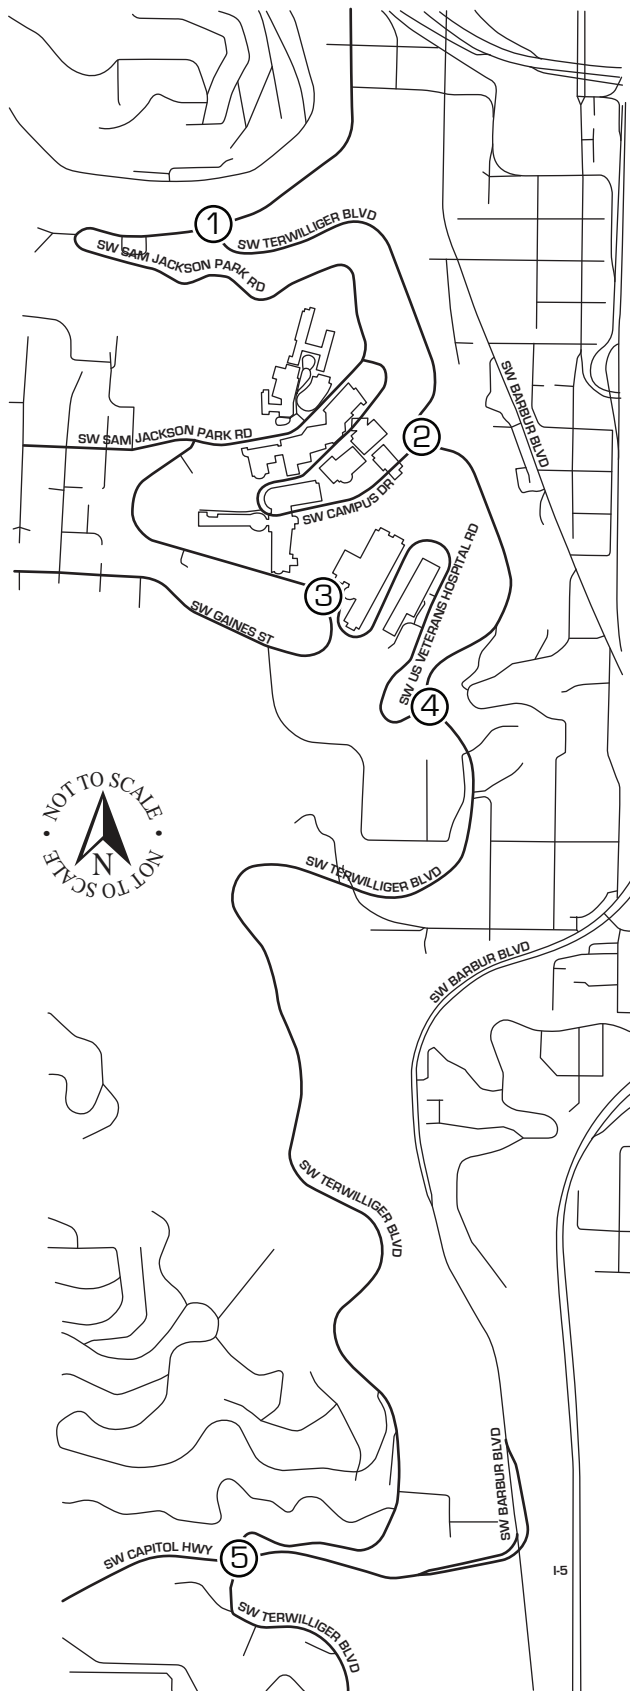 1
SW TERWILLIGER BLVD
SW SAM JACKSON PARK RD
SW BARBUR BLVD
SW SAM JACKSON PARK RD
2
SW CAMPUS DR
SW US VETERANS HOSPITAL RD
3
SW GAINES ST
4
NOT TO SCALE
N
NOT TO SCALE
SW TERWILLIGER BLVD
SW BARBUR BLVD
SW TERWILLIGER BLVD
SW BARBUR BLVD
SW CAPITOL HWY
5
I-5
SW TERWILLIGER BLVD